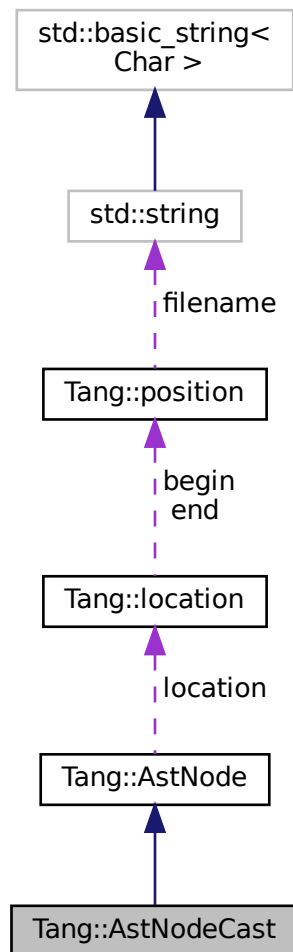 std::basic_string<
Char >
std::string
filename
Tang::position
begin
end
Tang::location
location
Tang::AstNode
Tang::AstNodeCast